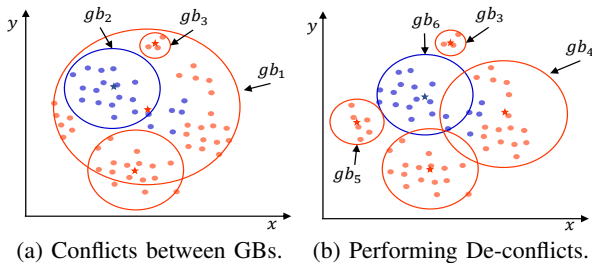 y
gb₂
gb₃
gb₁
x
(a) Conflicts between GBs.
y
gb₆
gb₃
gb₄
gb₅
x
(b) Performing De-conflicts.